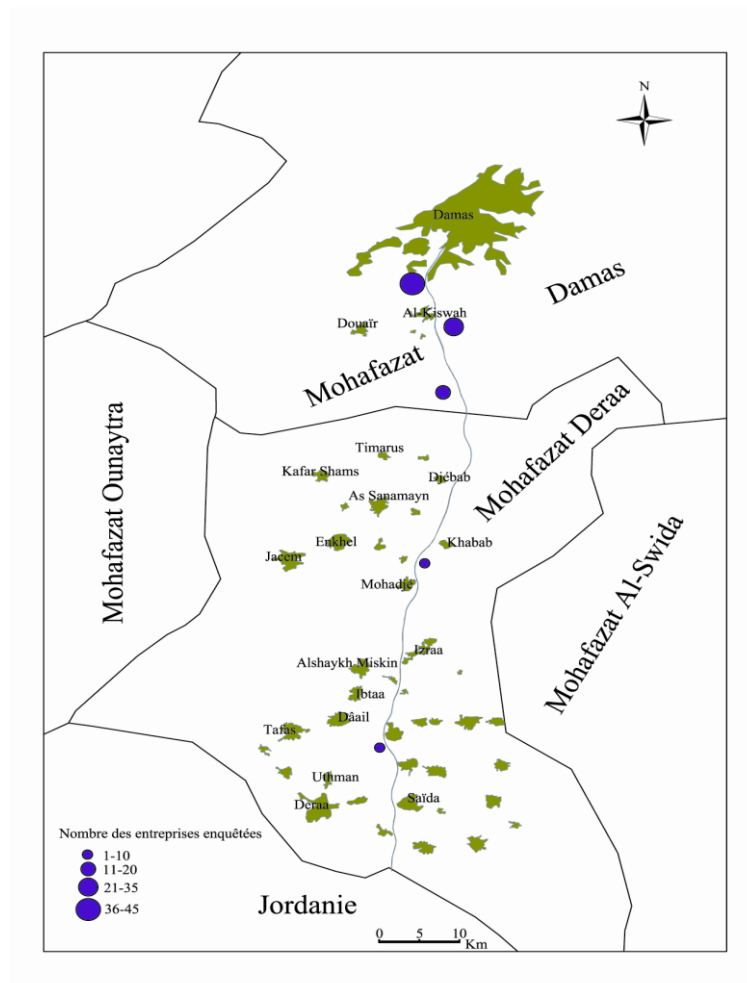 N
Damas
Damas
Al-Kiswah
Douaïr
Mohafazat
Mohafazat Deraa
Mohafazat Ounaytra
Timarus
Kafar Shams
Diébab
As Sanamayn
Mohafazat Al-Swida
Enkhel
Khabab
Jacem
Mohadjé
Izraa
Alshaykh Miskin
Ibtaa
Dâail
Tafas
Uthman
Deraa
Saïda
Nombre des entreprises enquêtées
1-10
11-20
21-35
36-45
Jordanie
0 5 10
Km